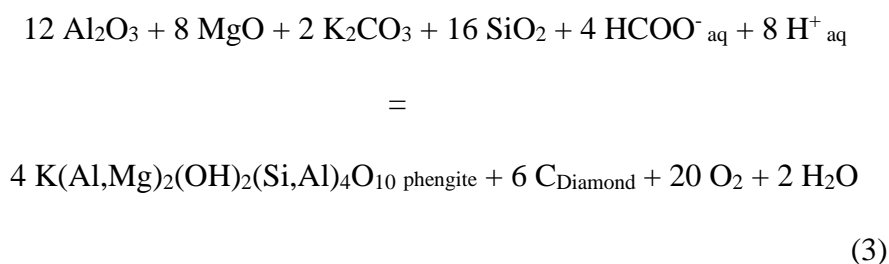 12 Al₂O₃ + 8 MgO + 2 K₂CO₃ + 16 SiO₂ + 4 HCOO⁻ aq + 8 H⁺ aq
=
4 K(Al,Mg)₂(OH)₂(Si,Al)₄O₁₀ phengite + 6 C Diamond + 20 O₂ + 2 H₂O
(3)